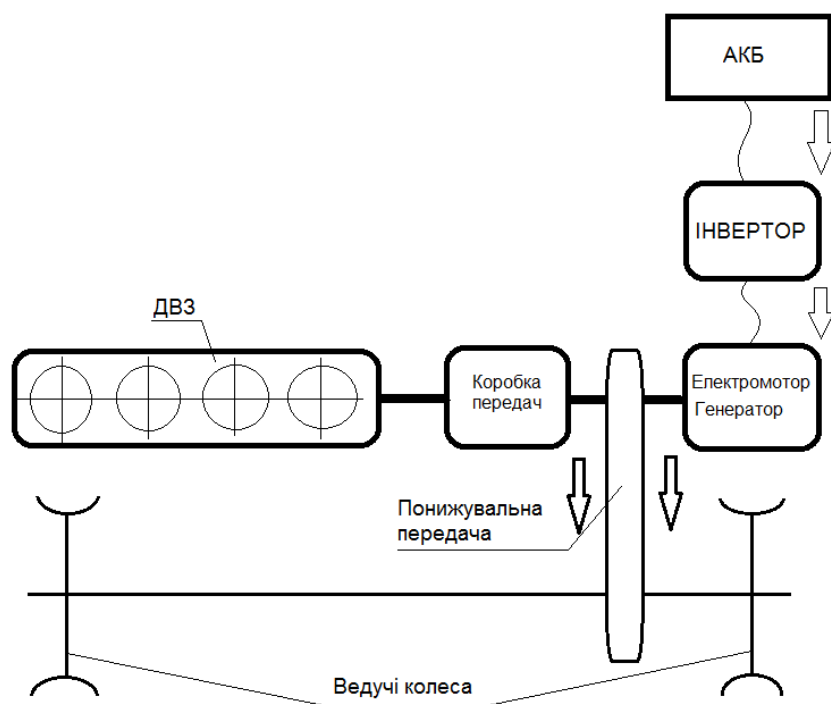 АКБ
ІНВЕРТОР
ДВЗ
Коробка
передач
Електромотор
Генератор
Понижувальна
передача
Ведучі колеса